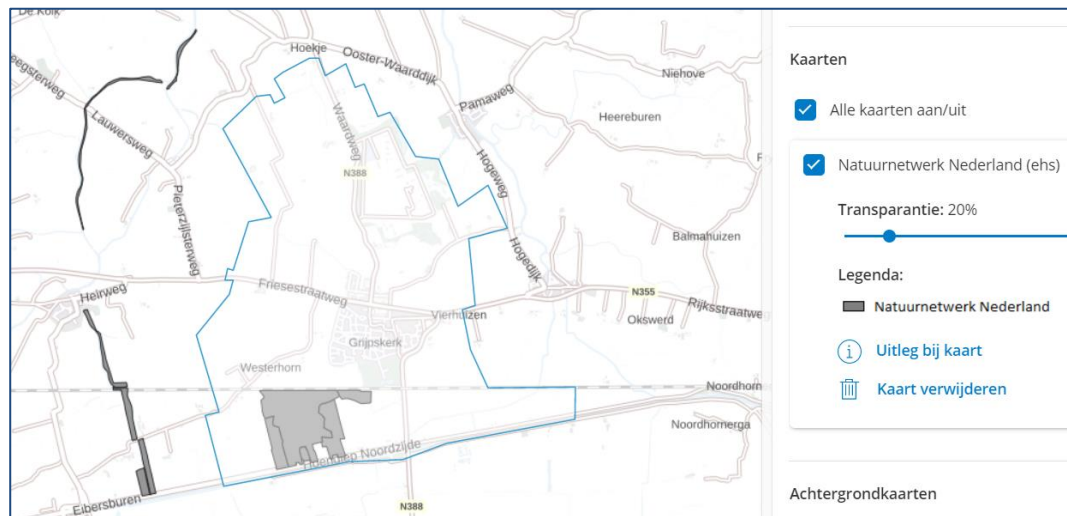 De Kolk
Hoekje
Ooster-Waarddijk
Niehove
eegsterweg
Lauwersweg
Waardweg
Pamaweg
Heereburen
N388
Hogeweg
Pieterzijlsterweg
Balmahuizen
Hogedijk
Heirweg
Friesestraatweg
N355
Rijksstraatweg
Vierhuizen
Okswerd
Grijpskerk
Westerhorn
Noordhorn
Noordhornerga
Hoendiep Noordzijde
Eibersburen
N388
Kaarten
Alle kaarten aan/uit
Natuurnetwerk Nederland (ehs)
Transparantie: 20%
Legenda:
Natuurnetwerk Nederland
i
Uitleg bij kaart
Kaart verwijderen
Achtergrondkaarten